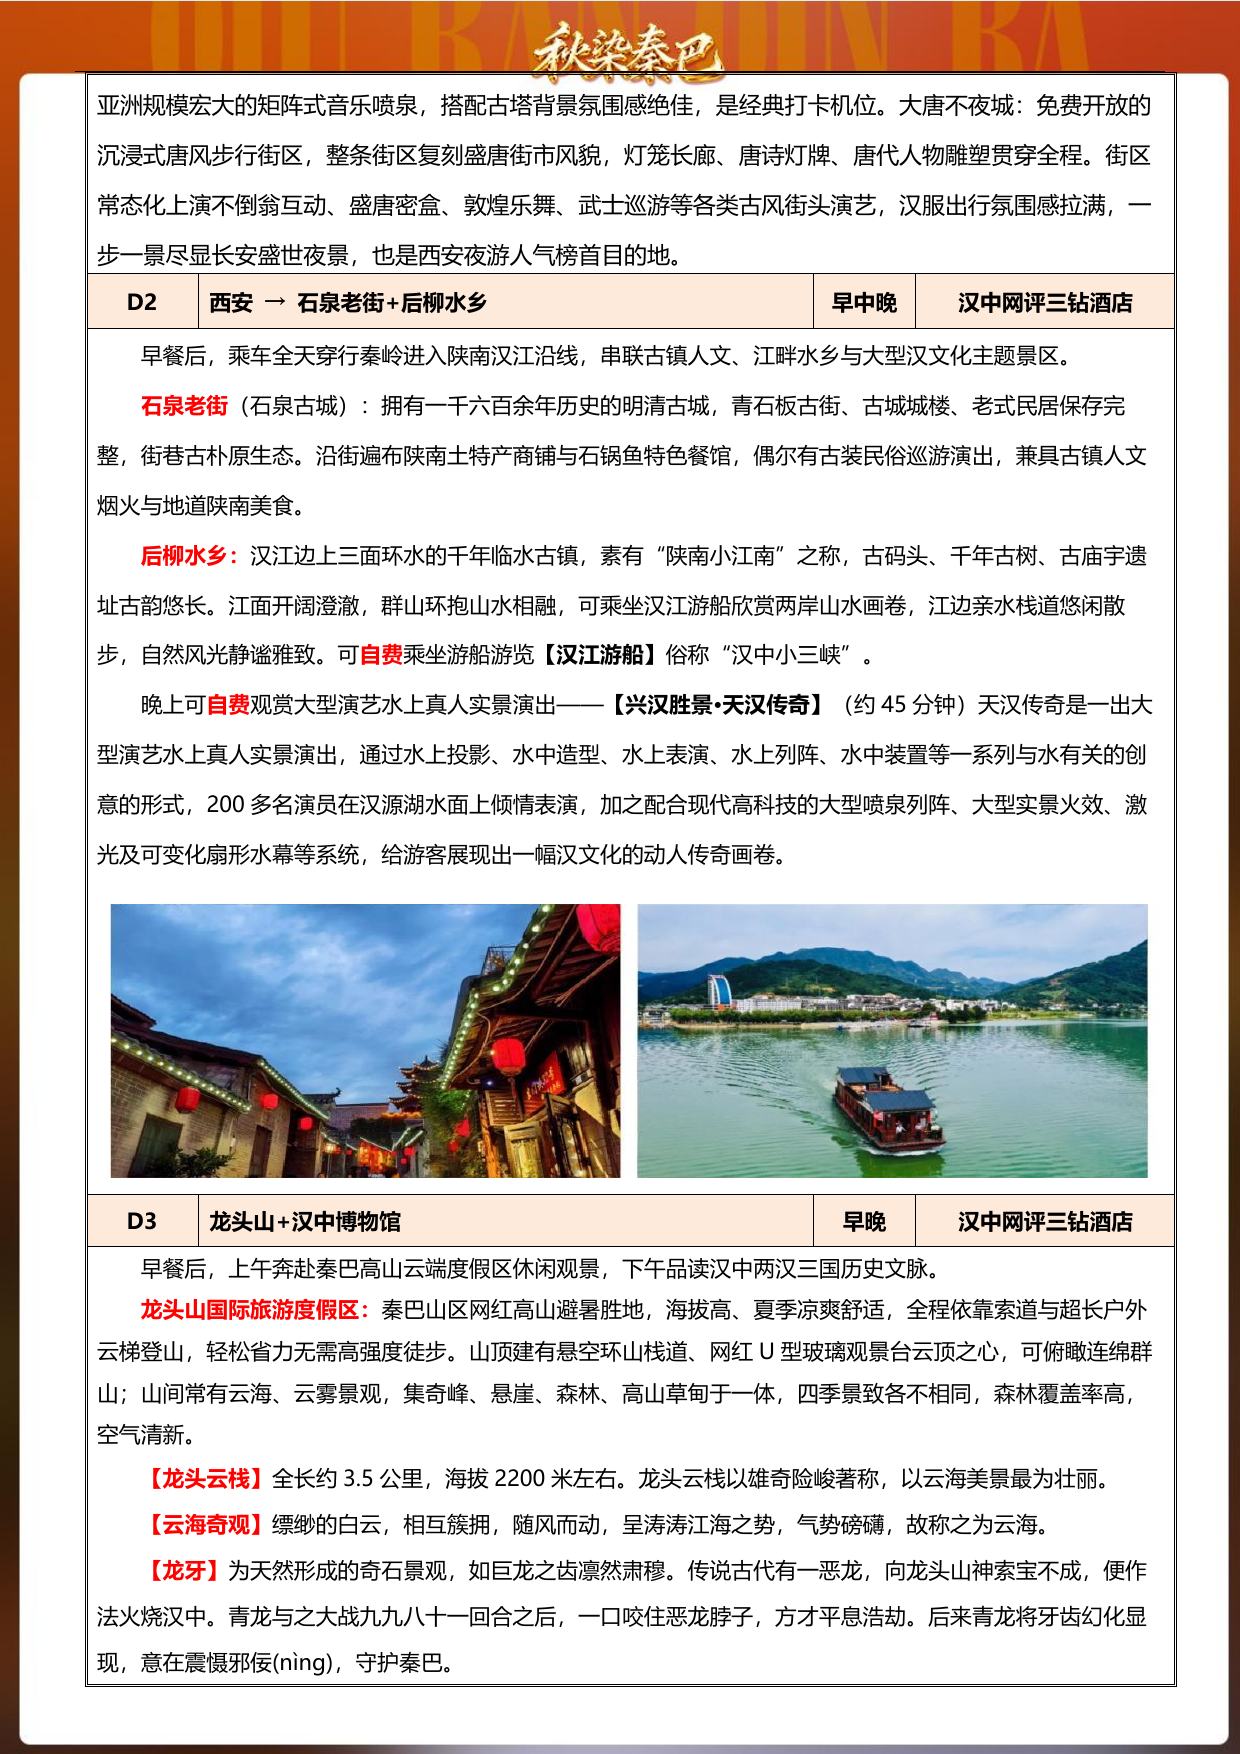 秋染秦巴
亚洲规模宏大的矩阵式音乐喷泉，搭配古塔背景氛围感绝佳，是经典打卡机位。大唐不夜城：免费开放的
沉浸式唐风步行街区，整条街区复刻盛唐街市风貌，灯笼长廊、唐诗灯牌、唐代人物雕塑贯穿全程。街区
常态化上演不倒翁互动、盛唐密盒、敦煌乐舞、武士巡游等各类古风街头演艺，汉服出行氛围感拉满，一
步一景尽显长安盛世夜景，也是西安夜游人气榜首目的地。
D2 西安 → 石泉老街+后柳水乡 早中晚 汉中网评三钻酒店
早餐后，乘车全天穿行秦岭进入陕南汉江沿线，串联古镇人文、江畔水乡与大型汉文化主题景区。
石泉老街（石泉古城）：拥有一千六百余年历史的明清古城，青石板古街、古城城楼、老式民居保存完
整，街巷古朴原生态。沿街遍布陕南土特产商铺与石锅鱼特色餐馆，偶尔有古装民俗巡游演出，兼具古镇人文
烟火与地道陕南美食。
后柳水乡：汉江边上三面环水的千年临水古镇，素有“陕南小江南”之称，古码头、千年古树、古庙宇遗
址古韵悠长。江面开阔澄澈，群山环抱山水相融，可乘坐汉江游船欣赏两岸山水画卷，江边亲水栈道悠闲散
步，自然风光静谧雅致。可自费乘坐游船游览【汉江游船】俗称“汉中小三峡”。
晚上可自费观赏大型演艺水上真人实景演出——【兴汉胜景·天汉传奇】（约 45 分钟）天汉传奇是一出大
型演艺水上真人实景演出，通过水上投影、水中造型、水上表演、水上列阵、水中装置等一系列与水有关的创
意的形式，200 多名演员在汉源湖水面上倾情表演，加之配合现代高科技的大型喷泉列阵、大型实景火效、激
光及可变化扇形水幕等系统，给游客展现出一幅汉文化的动人传奇画卷。
D3 龙头山+汉中博物馆 早晚 汉中网评三钻酒店
早餐后，上午奔赴秦巴高山云端度假区休闲观景，下午品读汉中两汉三国历史文脉。
龙头山国际旅游度假区：秦巴山区网红高山避暑胜地，海拔高、夏季凉爽舒适，全程依靠索道与超长户外
云梯登山，轻松省力无需高强度徒步。山顶建有悬空环山栈道、网红 U 型玻璃观景台云顶之心，可俯瞰连绵群
山；山间常有云海、云雾景观，集奇峰、悬崖、森林、高山草甸于一体，四季景致各不相同，森林覆盖率高，
空气清新。
【龙头云栈】全长约 3.5 公里，海拔 2200 米左右。龙头云栈以雄奇险峻著称，以云海美景最为壮丽。
【云海奇观】缥缈的白云，相互簇拥，随风而动，呈涛涛江海之势，气势磅礴，故称之为云海。
【龙牙】为天然形成的奇石景观，如巨龙之齿凛然肃穆。传说古代有一恶龙，向龙头山神索宝不成，便作
法火烧汉中。青龙与之大战九九八十一回合之后，一口咬住恶龙脖子，方才平息浩劫。后来青龙将牙齿幻化显
现，意在震慑邪佞(nìng)，守护秦巴。